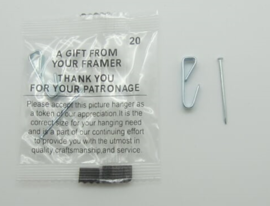 20
A GIFT FROM
YOUR FRAMER
THANK YOU
FOR YOUR PATRONAGE
Please accept this picture hanger as
a token of our appreciation it is the
correct size for your hanging need
and is a part of our continuing effort
to provide you with the utmost in
quality craftsmanship and service.